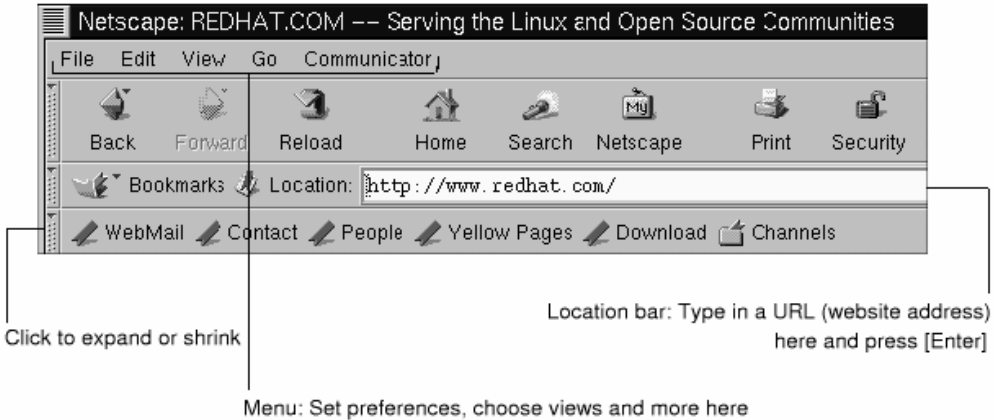 Netscape: REDHAT.COM -- Serving the Linux and Open Source Communities
File Edit View Go Communicator
Back Forward Reload Home Search Netscape Print Security
My
Bookmarks Location: http://www.redhat.com/
WebMail Contact People Yellow Pages Download Channels
Location bar: Type in a URL (website address)
here and press [Enter]
Click to expand or shrink
Menu: Set preferences, choose views and more here